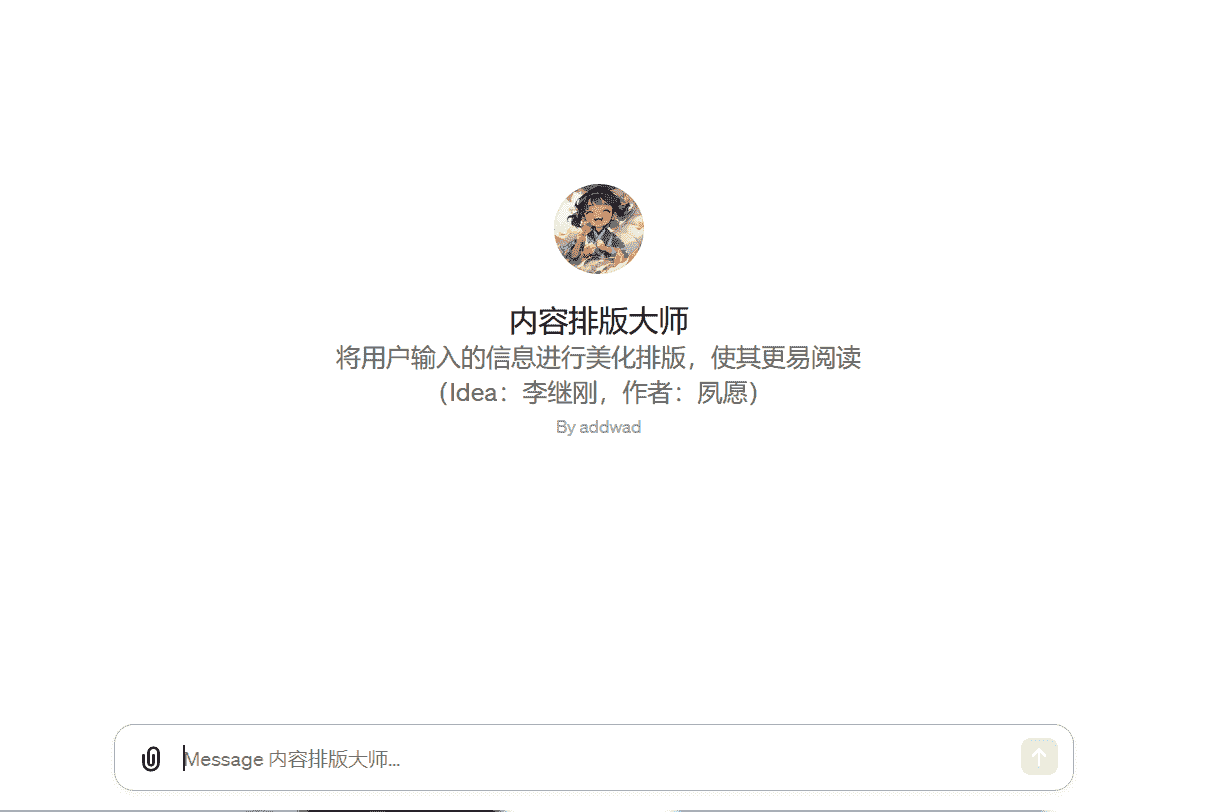 内容排版大师
将用户输入的信息进行美化排版，使其更易阅读
（Idea：李继刚，作者：夙愿）
By addwad
Message 内容排版大师...